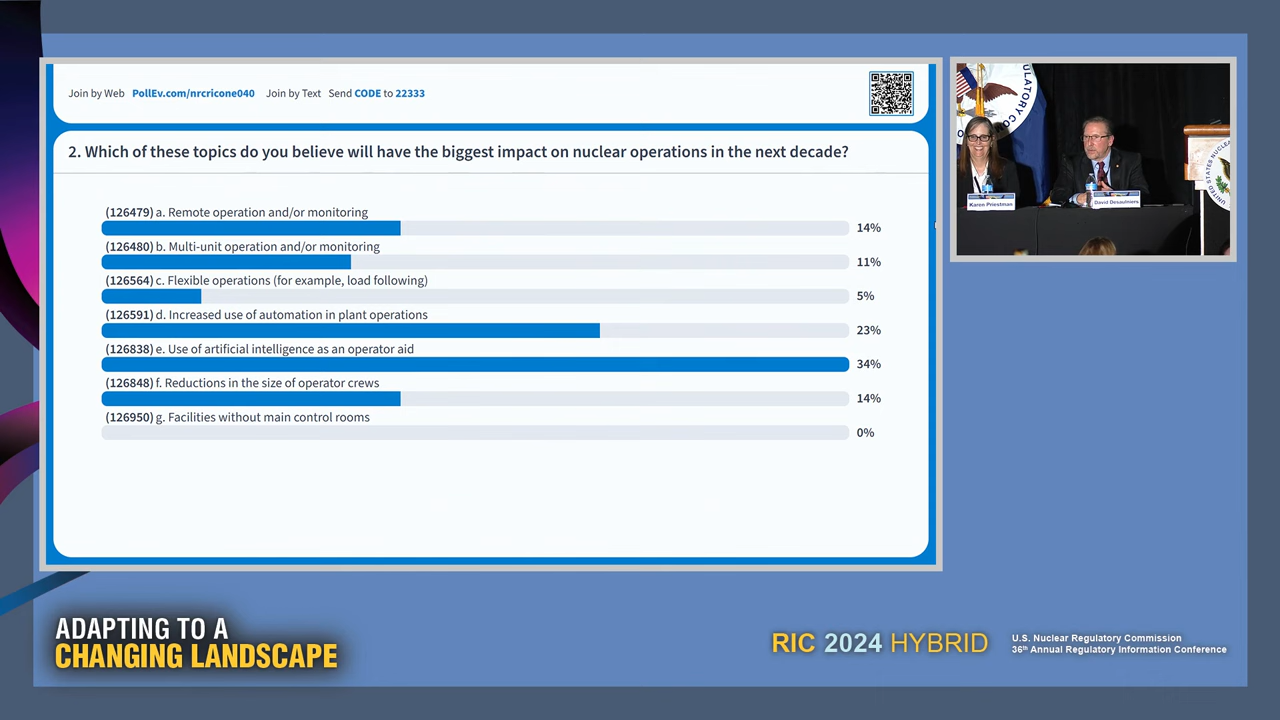 Join by Web PollEv.com/nrcricone040 Join by Text Send CODE to 22333
2. Which of these topics do you believe will have the biggest impact on nuclear operations in the next decade?
(126479) a. Remote operation and/or monitoring
14%
(126480) b. Multi-unit operation and/or monitoring
11%
(126564) c. Flexible operations (for example, load following)
5%
(126591) d. Increased use of automation in plant operations
23%
(126838) e. Use of artificial intelligence as an operator aid
34%
(126848) f. Reductions in the size of operator crews
14%
(126950) g. Facilities without main control rooms
0%
Karen Priestman
David Desaulniers
UNITED STATES NUCLEAR
ADAPTING TO A
CHANGING LANDSCAPE
RIC 2024 HYBRID
U.S. Nuclear Regulatory Commission
36th Annual Regulatory Information Conference